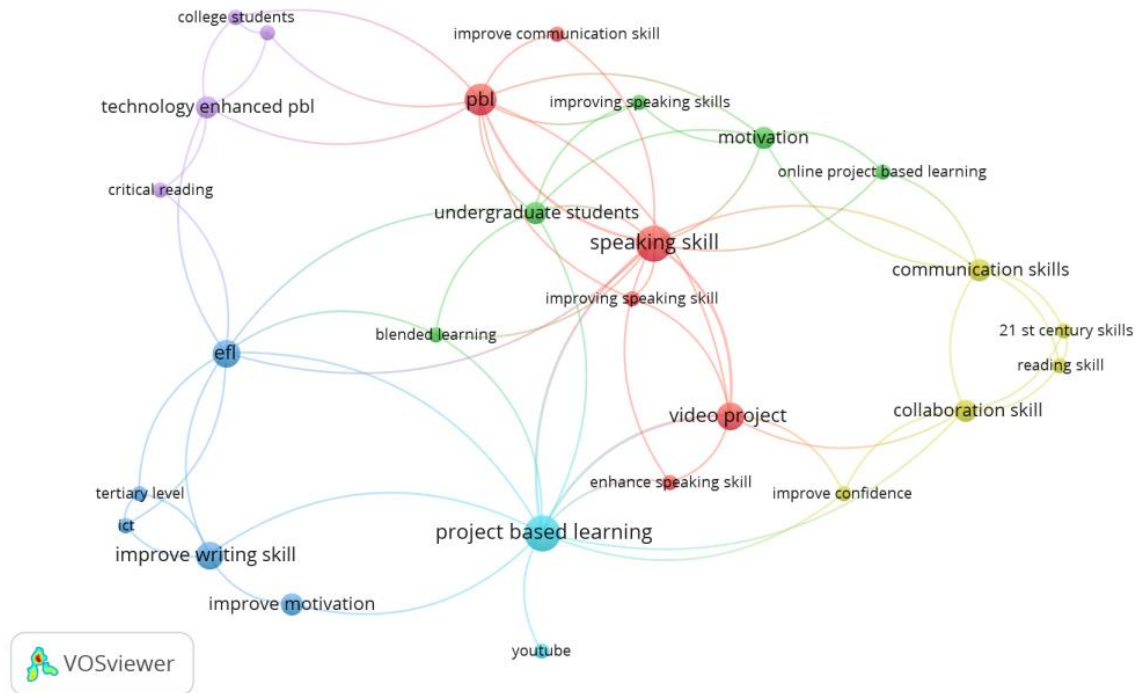 college students
improve communication skill
pbl
improving speaking skills
technology enhanced pbl
motivation
online project based learning
critical reading
undergraduate students
speaking skill
communication skills
improving speaking skill
21 st century skills
blended learning
efl
reading skill
video project
collaboration skill
enhance speaking skill
improve confidence
tertiary level
ict
project based learning
improve writing skill
improve motivation
youtube
VOSviewer